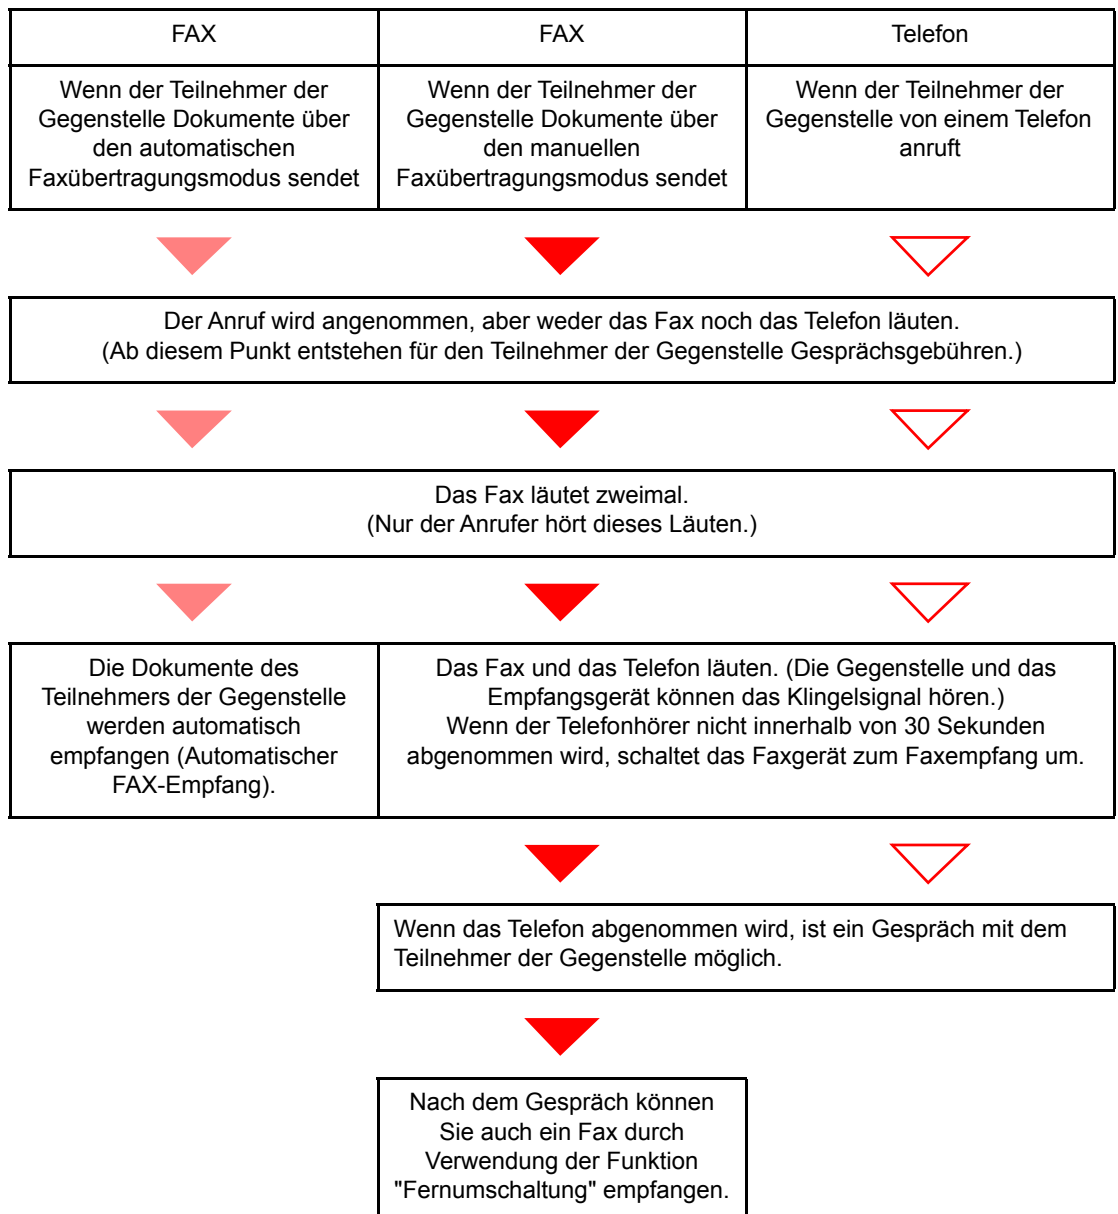 FAX
FAX
Telefon
Wenn der Teilnehmer der
Gegenstelle Dokumente über
den automatischen
Faxübertragungsmodus sendet
Wenn der Teilnehmer der
Gegenstelle Dokumente über
den manuellen
Faxübertragungsmodus sendet
Wenn der Teilnehmer der
Gegenstelle von einem Telefon
anruft
Der Anruf wird angenommen, aber weder das Fax noch das Telefon läuten.
(Ab diesem Punkt entstehen für den Teilnehmer der Gegenstelle Gesprächsgebühren.)
Das Fax läutet zweimal.
(Nur der Anrufer hört dieses Läuten.)
Die Dokumente des
Teilnehmers der Gegenstelle
werden automatisch
empfangen (Automatischer
FAX-Empfang).
Das Fax und das Telefon läuten. (Die Gegenstelle und das
Empfangsgerät können das Klingelsignal hören.)
Wenn der Telefonhörer nicht innerhalb von 30 Sekunden
abgenommen wird, schaltet das Faxgerät zum Faxempfang um.
Wenn das Telefon abgenommen wird, ist ein Gespräch mit dem
Teilnehmer der Gegenstelle möglich.
Nach dem Gespräch können
Sie auch ein Fax durch
Verwendung der Funktion
"Fernumschaltung" empfangen.